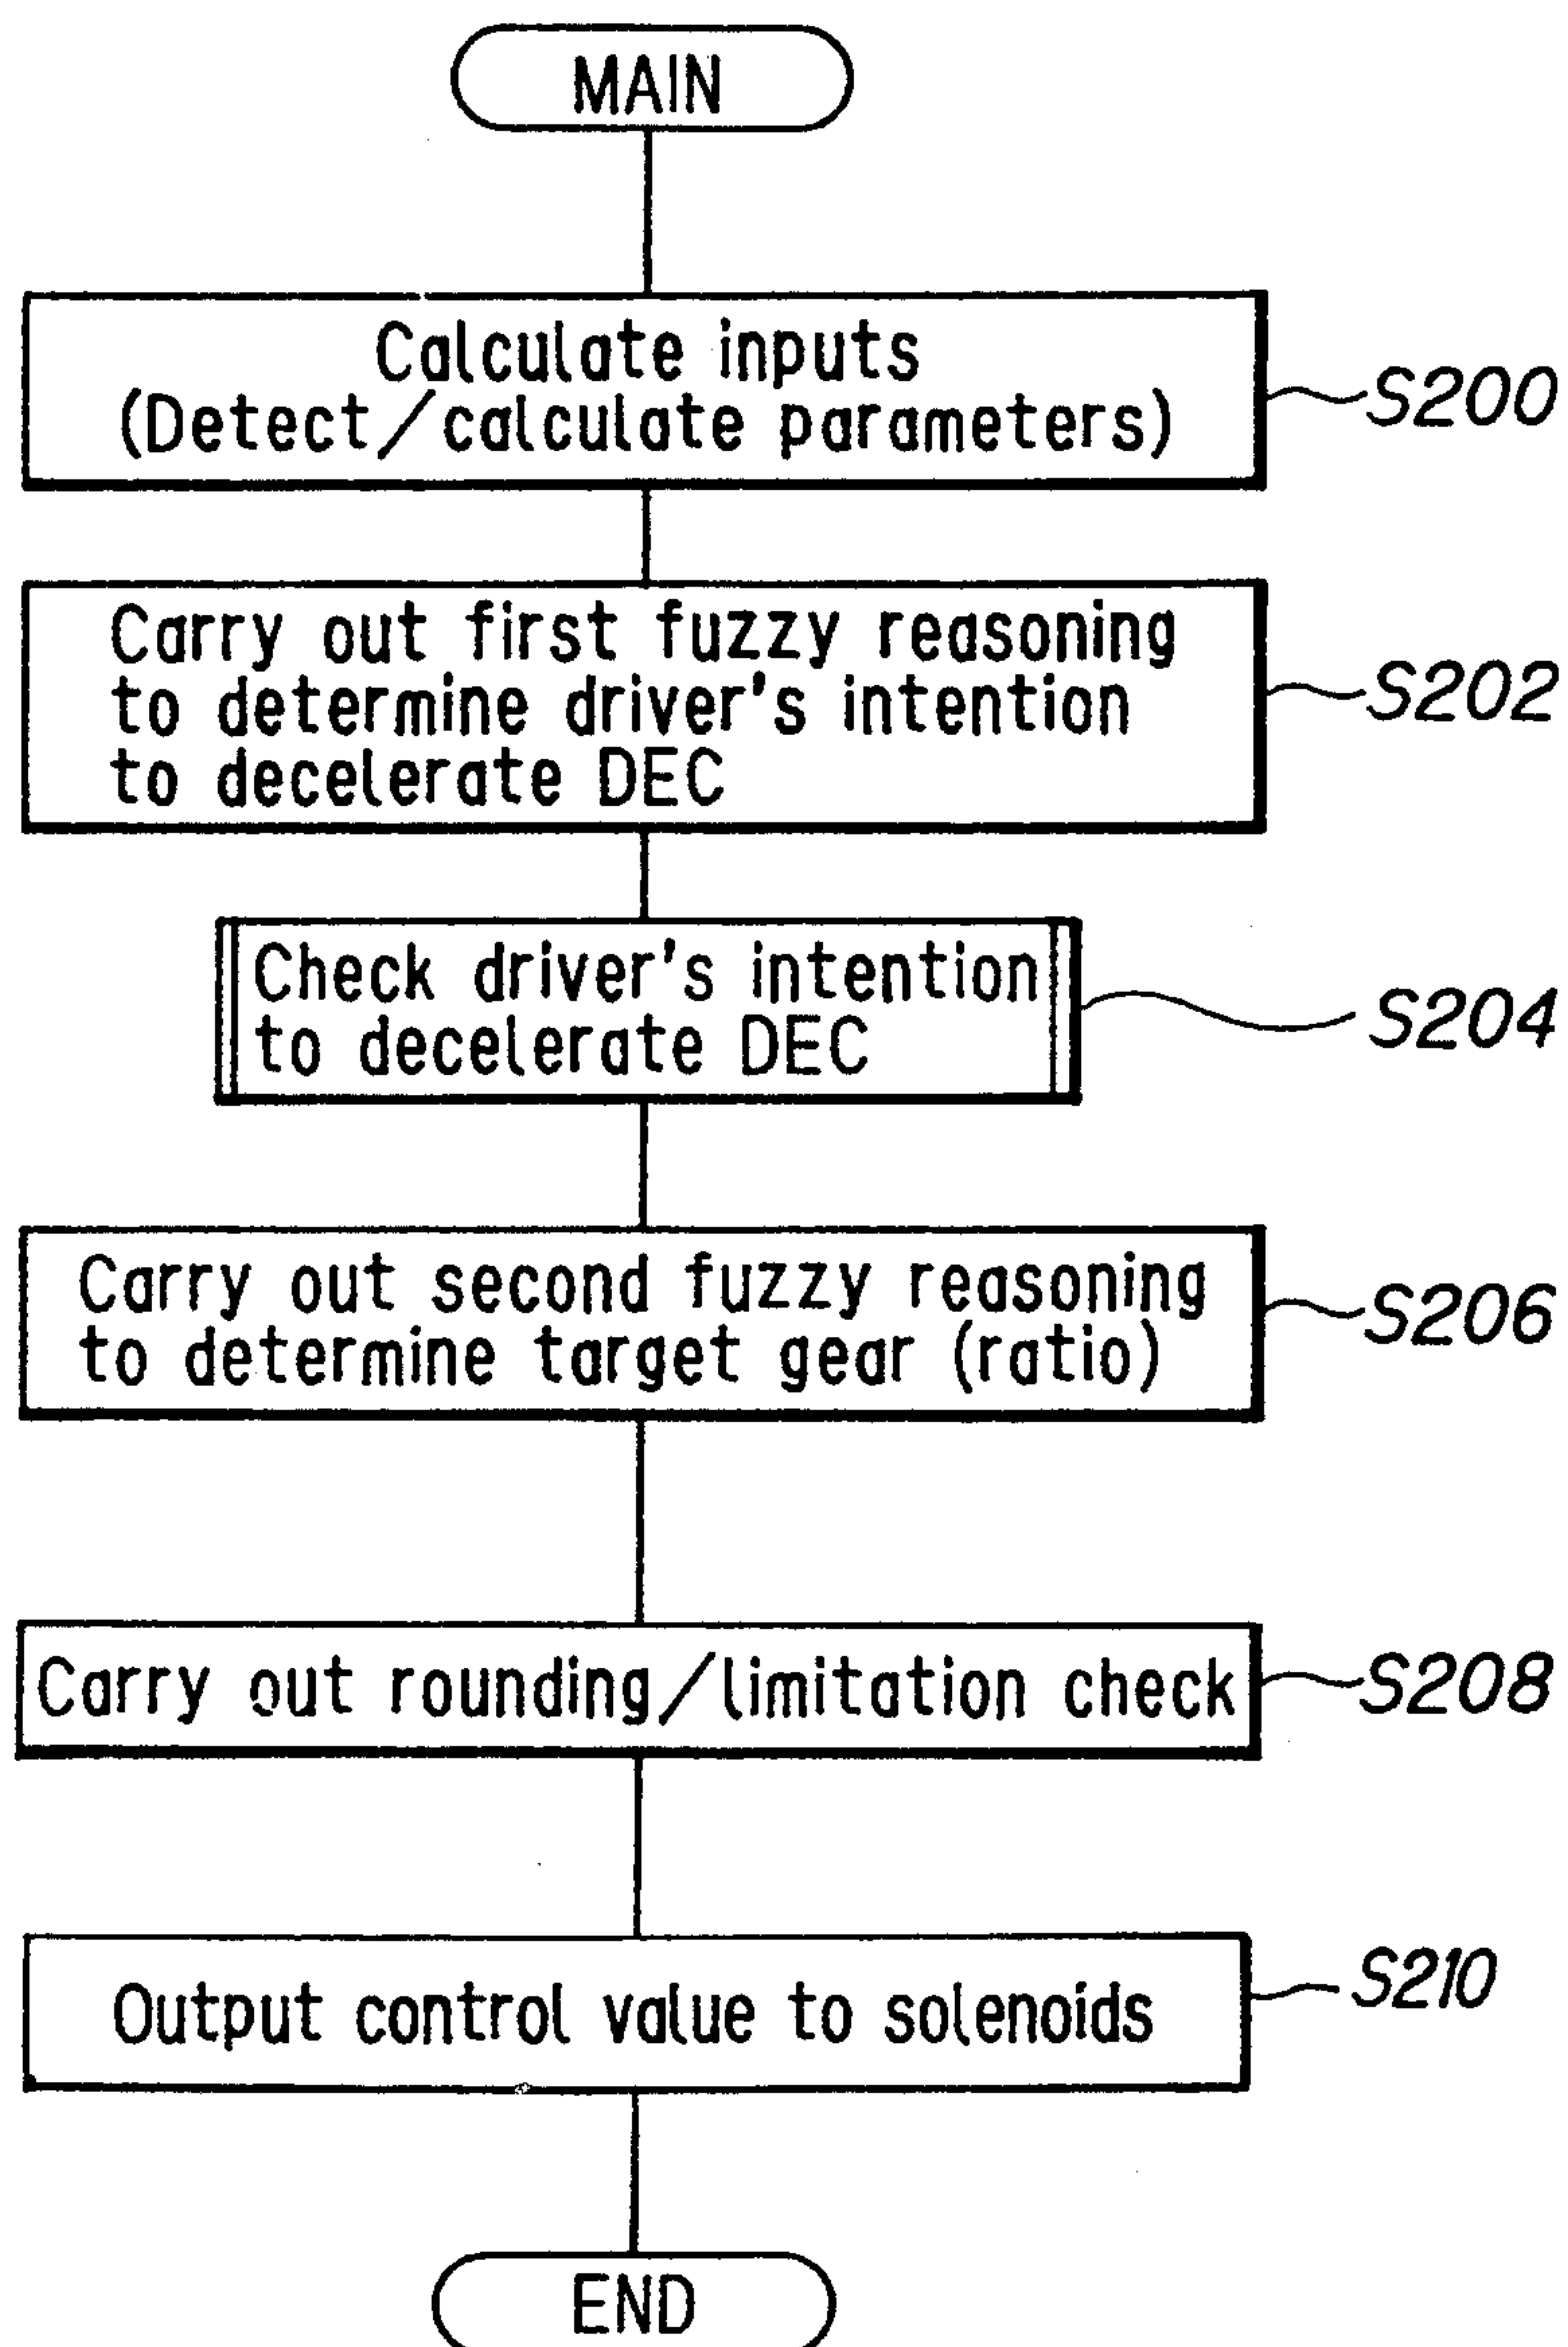 MAIN
Calculate inputs
(Detect/calculate parameters)
S200
Carry out first fuzzy reasoning
to determine driver's intention
to decelerate DEC
S202
Check driver's intention
to decelerate DEC
S204
Carry out second fuzzy reasoning
to determine target gear (ratio)
S206
Carry out rounding/limitation check
S208
Output control value to solenoids
S210
END